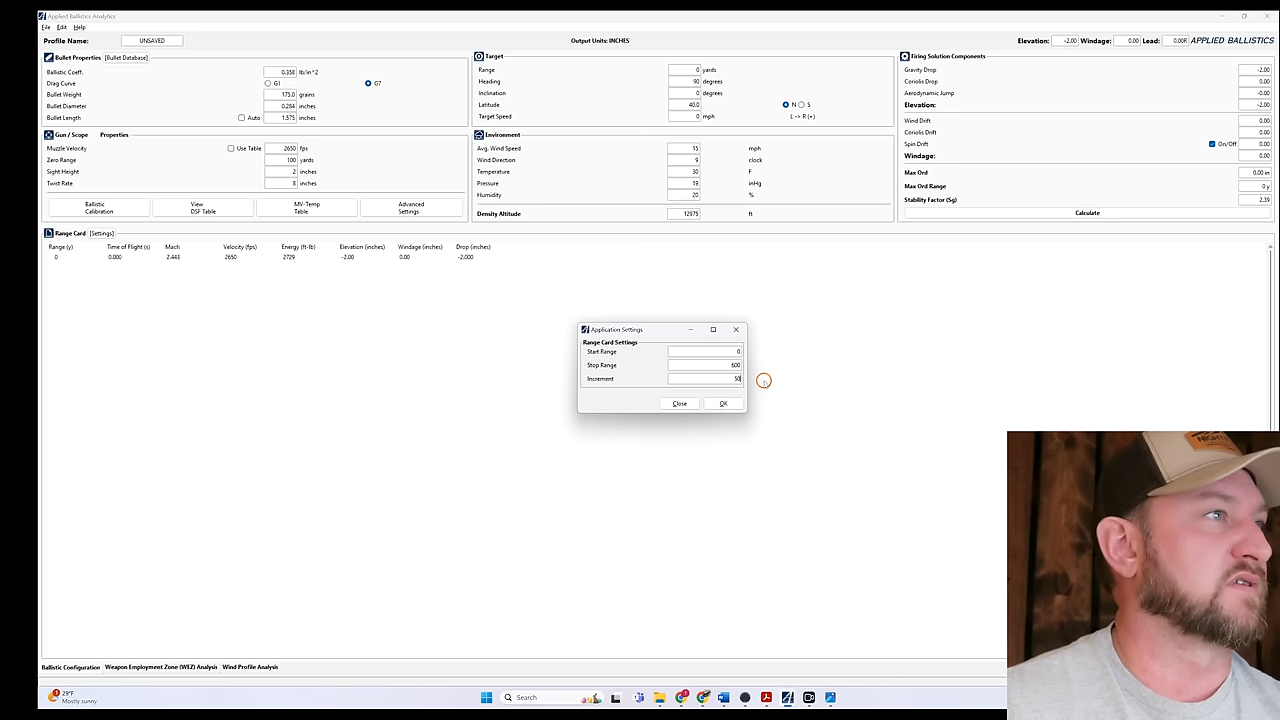 Applied Ballistics Analytics
File Edit Help
Profile Name: UNSAVED Output Units: INCHES Elevation: -2.00 Windage: 0.00 Lead: 0.00R APPLIED BALLISTICS
Bullet Properties [Bullet Database]
Ballistic Coeff. 0.358 lb/in^2
Drag Curve G1 G7
Bullet Weight 175.0 grains
Bullet Diameter 0.284 inches
Bullet Length Auto 1.575 inches
Gun / Scope Properties
Muzzle Velocity Use Table 2650 fps
Zero Range 100 yards
Sight Height 2 inches
Twist Rate 8 inches
Ballistic Calibration
View DSF Table
MV-Temp Table
Advanced Settings
Target
Range 0 yards
Heading 90 degrees
Inclination 0 degrees
Latitude 40.0 N S
Target Speed 0 mph L -> R (+)
Environment
Avg. Wind Speed 15 mph
Wind Direction 9 clock
Temperature 30 F
Pressure 19 inHg
Humidity 20 %
Density Altitude 12975 ft
Firing Solution Components
Gravity Drop -2.00
Coriolis Drop 0.00
Aerodynamic Jump -0.00
Elevation: -2.00
Wind Drift 0.00
Coriolis Drift 0.00
Spin Drift On/Off 0.00
Windage: 0.00
Max Ord 0.00 in
Max Ord Range 0 y
Stability Factor (Sg) 2.39
Calculate
Range Card [Settings]
Range (y) Time of Flight (s) Mach Velocity (fps) Energy (ft-lb) Elevation (inches) Windage (inches) Drop (inches)
0 0.000 2.443 2650 2729 -2.00 0.00 -2.000
Application Settings
Range Card Settings
Start Range 0
Stop Range 600
Increment 50
Close OK
Ballistic Configuration Weapon Employment Zone (WEZ) Analysis Wind Profile Analysis
29°F
Mostly sunny
Search